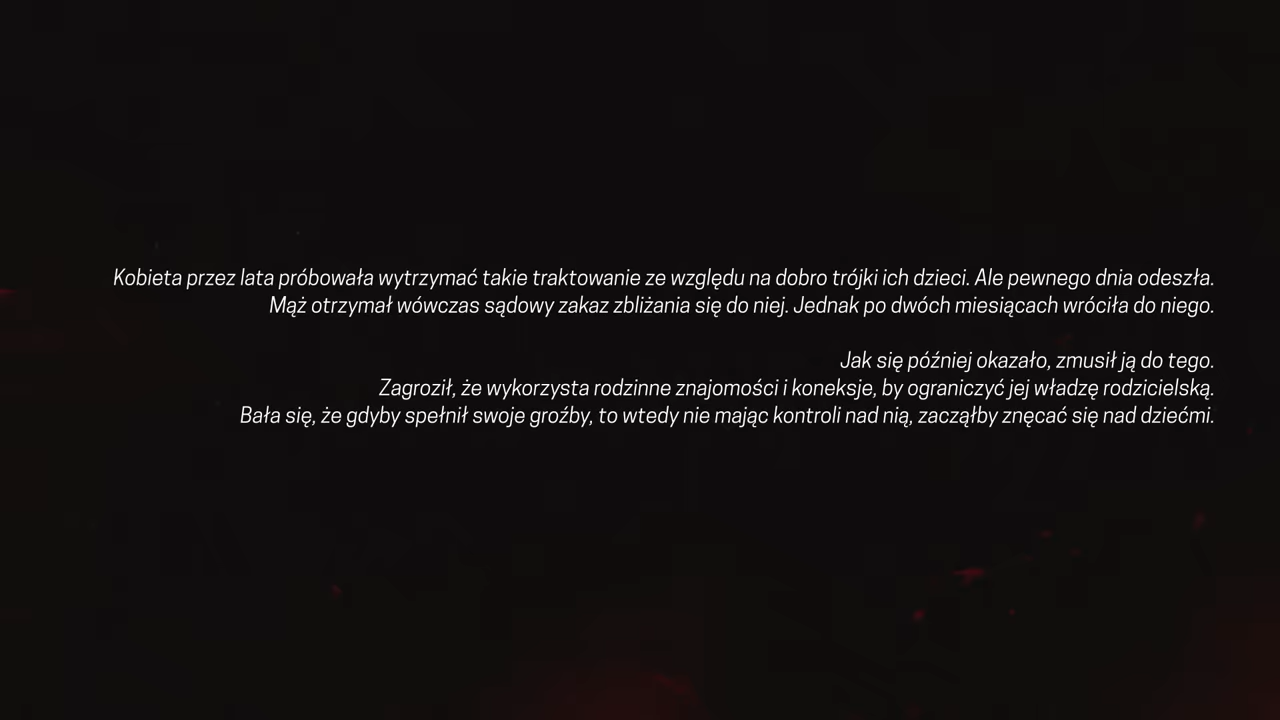 Kobieta przez lata próbowała wytrzymać takie traktowanie ze względu na dobro trójki ich dzieci. Ale pewnego dnia odeszła.
Mąż otrzymał wówczas sądowy zakaz zbliżania się do niej. Jednak po dwóch miesiącach wróciła do niego.
Jak się później okazało, zmusił ją do tego.
Zagroził, że wykorzysta rodzinne znajomości i koneksje, by ograniczyć jej władzę rodzicielską.
Bała się, że gdyby spełnił swoje groźby, to wtedy nie mając kontroli nad nią, zacząłby znęcać się nad dziećmi.